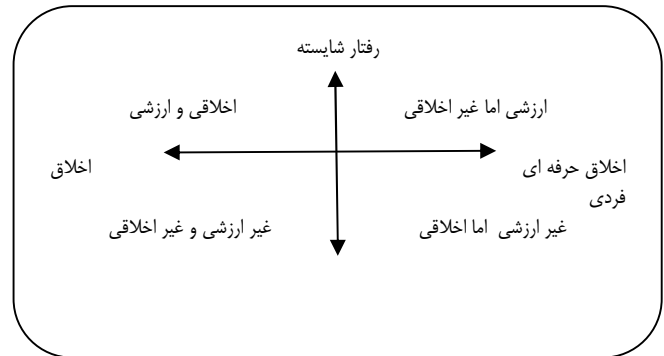 رفتار شایسته
ارزشی اما غیر اخلاقی
اخلاقی و ارزشی
اخلاق حرفه ای
فردی
اخلاق
غیر ارزشی اما اخلاقی
غیر ارزشی و غیر اخلاقی